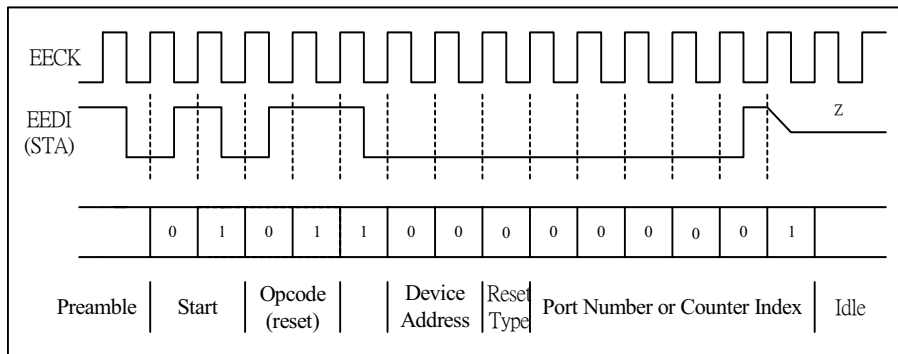 EECK
EEDI
(STA)
Z
0 1 0 1 1 0 0 0 0 0 0 0 0 1
Preamble Start Opcode Device Reset Port Number or Counter Index Idle
(reset) Address Type